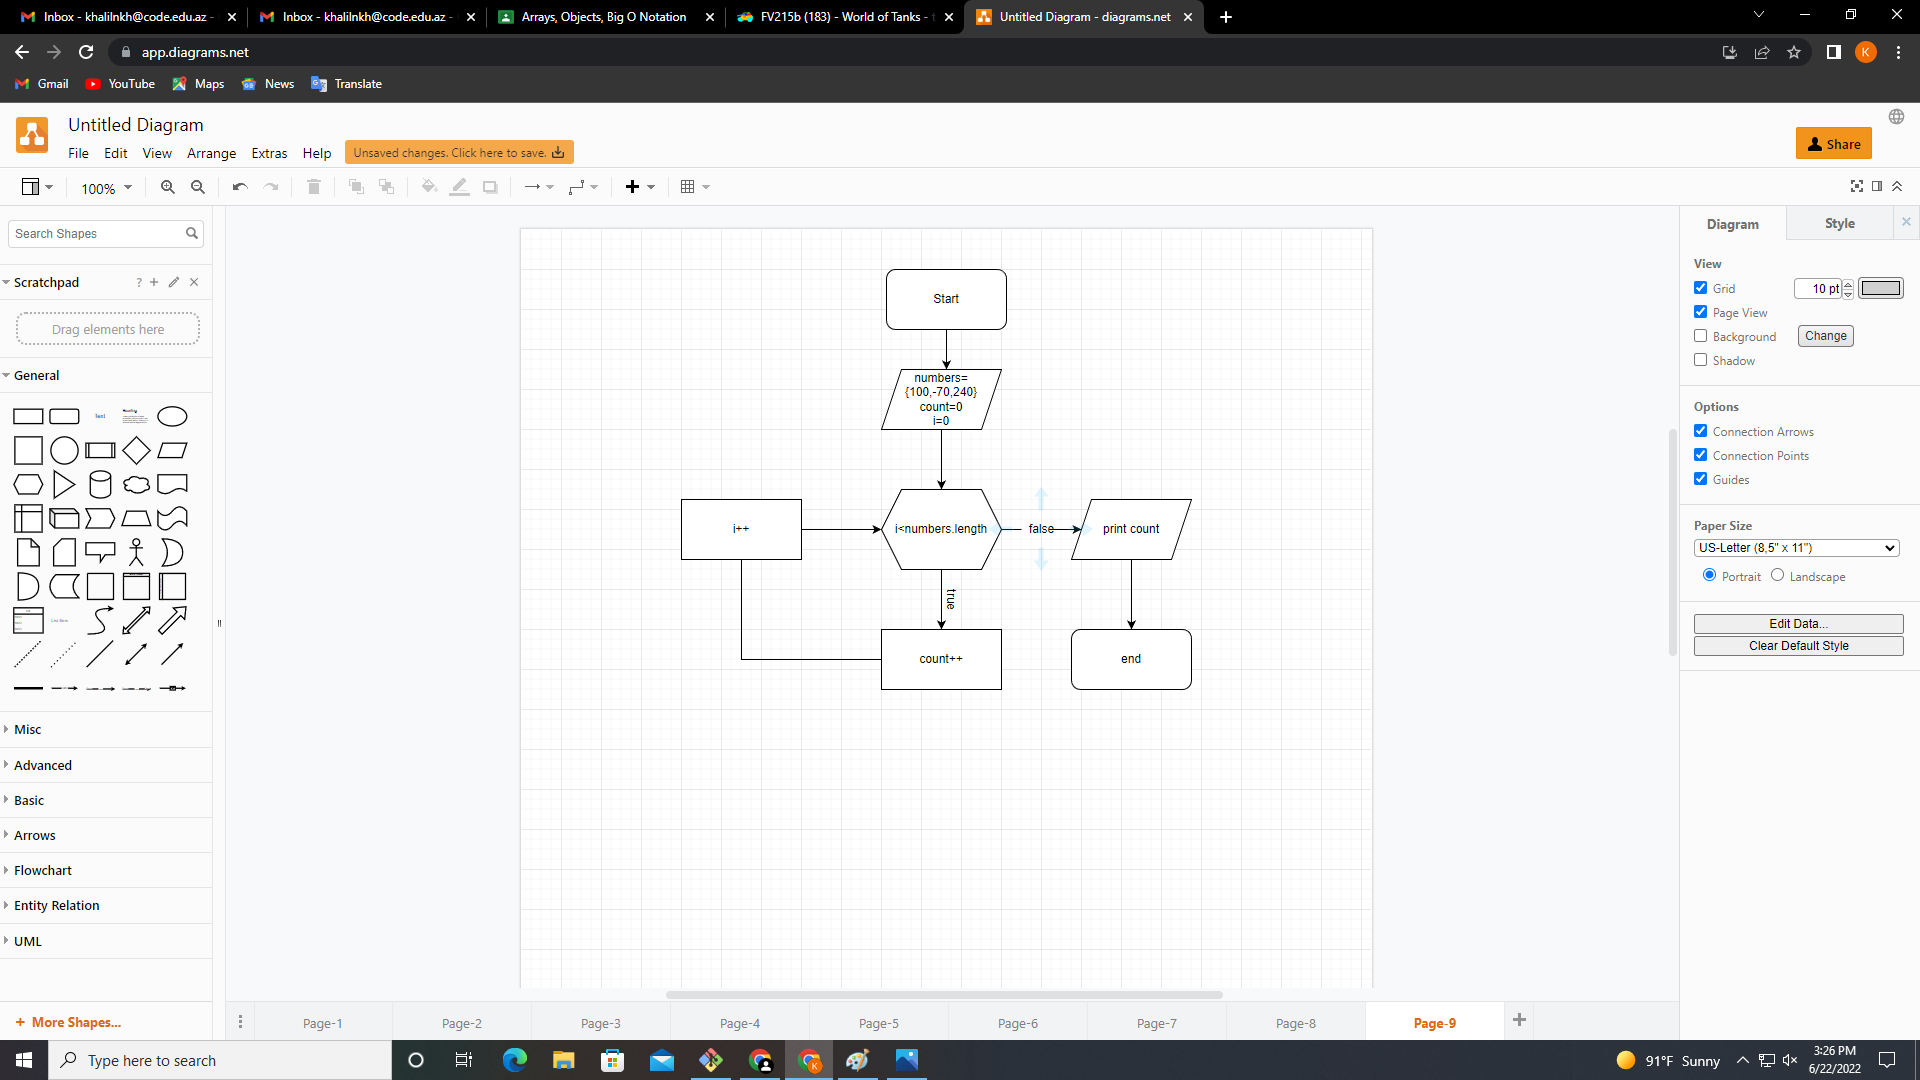 Inbox - khalilnkh@code.edu.az -
Inbox - khalilnkh@code.edu.az -
Arrays, Objects, Big O Notation
FV215b (183) - World of Tanks -
Untitled Diagram - diagrams.net
app.diagrams.net
K
Gmail
YouTube
Maps
News
Translate
Untitled Diagram
File
Edit
View
Arrange
Extras
Help
Unsaved changes. Click here to save.
Share
100%
Search Shapes
Scratchpad
?
Drag elements here
General
Text
Heading
Misc
Advanced
Basic
Arrows
Flowchart
Entity Relation
UML
+ More Shapes...
Start
numbers=
{100,-70,240}
count=0
i=0
i++
i<numbers.length
false
print count
true
count++
end
Diagram
Style
View
Grid
10 pt
Page View
Background
Change
Shadow
Options
Connection Arrows
Connection Points
Guides
Paper Size
US-Letter (8,5" x 11")
Portrait
Landscape
Edit Data...
Clear Default Style
Page-1
Page-2
Page-3
Page-4
Page-5
Page-6
Page-7
Page-8
Page-9
Type here to search
91°F Sunny
3:26 PM
6/22/2022